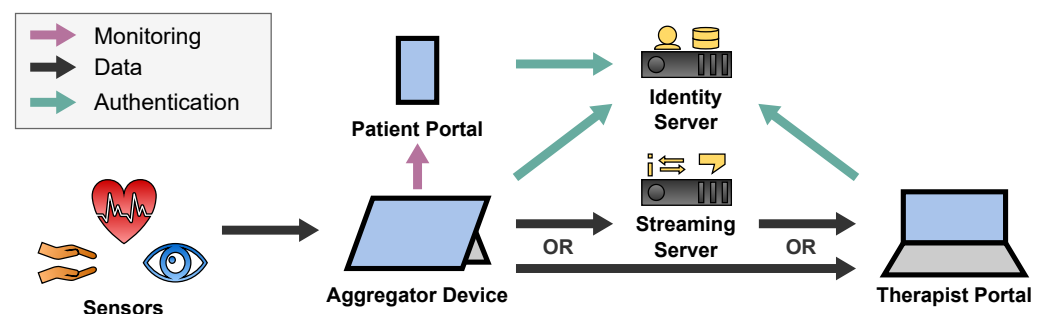 Monitoring
Data
Authentication
Patient Portal
Identity
Server
Streaming
Server
OR
OR
Sensors
Aggregator Device
Therapist Portal